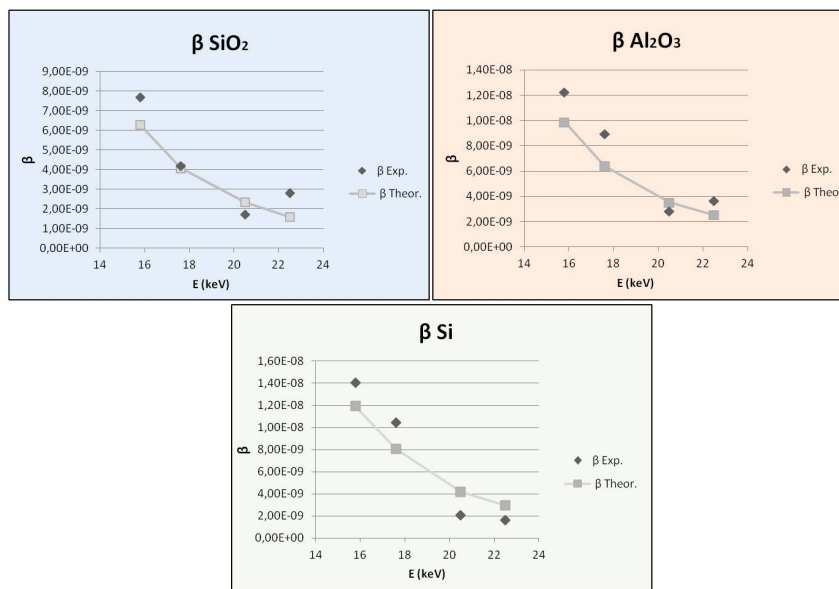 β SiO₂
9,00E-09
8,00E-09
7,00E-09
6,00E-09
5,00E-09
4,00E-09
3,00E-09
2,00E-09
1,00E-09
0,00E+00
β
14 16 18 20 22 24
E (keV)
β Exp.
β Theor.
β Al₂O₃
1,40E-08
1,20E-08
1,00E-08
8,00E-09
6,00E-09
4,00E-09
2,00E-09
0,00E+00
β
14 16 18 20 22 24
E (keV)
β Exp.
β Theor
β Si
1,60E-08
1,40E-08
1,20E-08
1,00E-08
8,00E-09
6,00E-09
4,00E-09
2,00E-09
0,00E+00
β
14 16 18 20 22 24
E (keV)
β Exp.
β Theor.